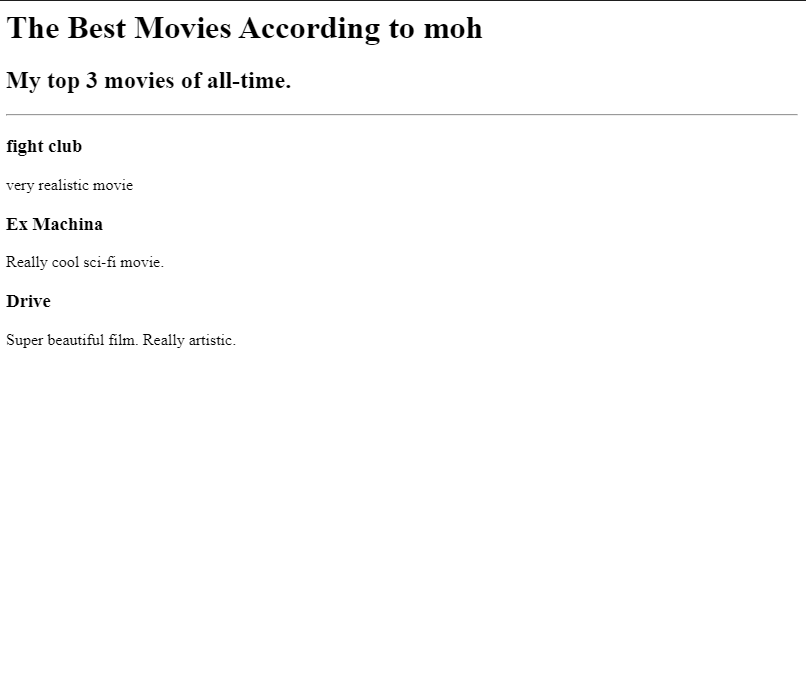 The Best Movies According to moh
My top 3 movies of all-time.
fight club
very realistic movie
Ex Machina
Really cool sci-fi movie.
Drive
Super beautiful film. Really artistic.